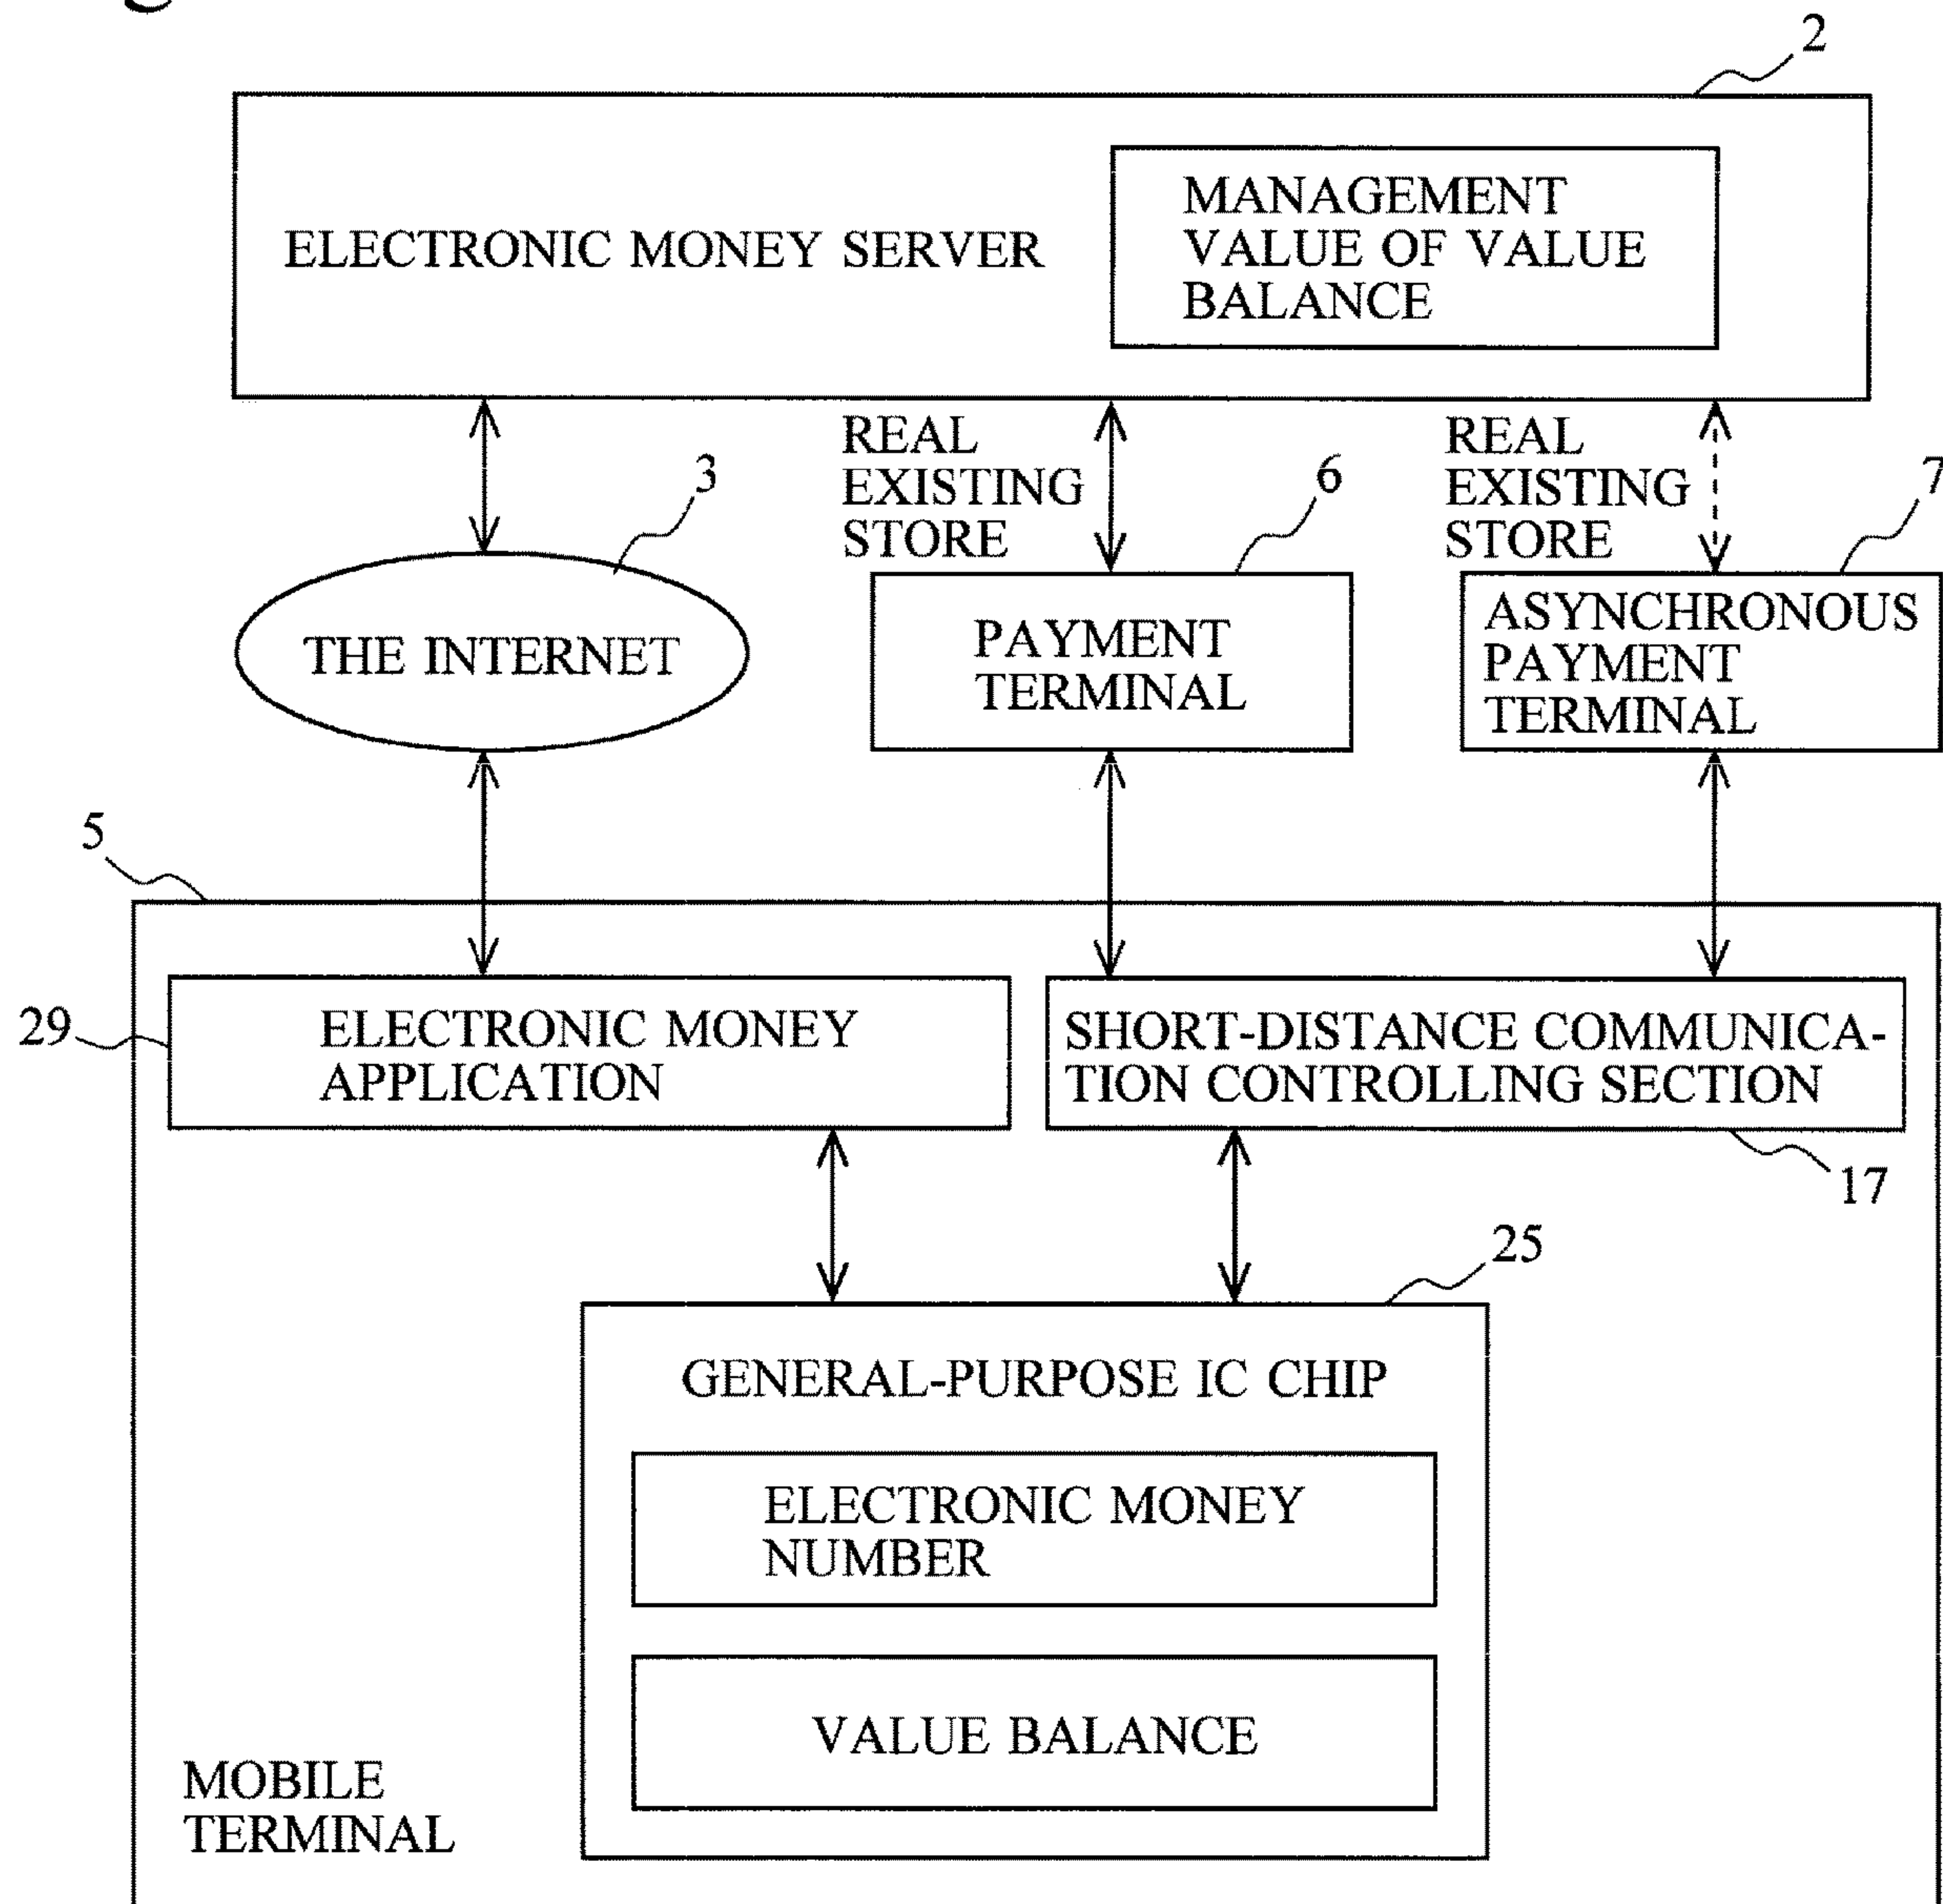 2
ELECTRONIC MONEY SERVER
MANAGEMENT
VALUE OF VALUE
BALANCE
REAL
EXISTING
STORE
REAL
EXISTING
STORE
3
6
7
THE INTERNET
PAYMENT
TERMINAL
ASYNCHRONOUS
PAYMENT
TERMINAL
5
29
ELECTRONIC MONEY
APPLICATION
SHORT-DISTANCE COMMUNICA-
TION CONTROLLING SECTION
17
25
GENERAL-PURPOSE IC CHIP
ELECTRONIC MONEY
NUMBER
VALUE BALANCE
MOBILE
TERMINAL